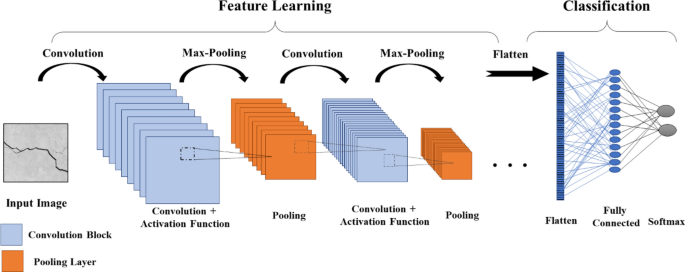 Feature Learning
Classification
Convolution
Max-Pooling
Convolution
Max-Pooling
Flatten
Input Image
Convolution +
Activation Function
Pooling
Convolution +
Activation Function
Pooling
. . .
Flatten
Fully
Connected
Softmax
Convolution Block
Pooling Layer